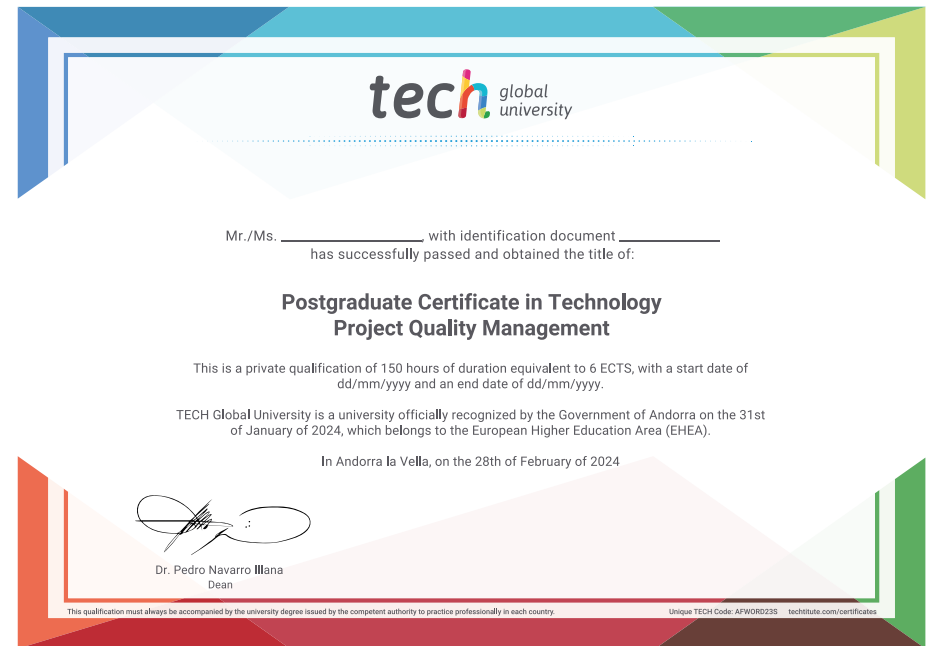 tech global
university
Mr./Ms. ____________, with identification document ____________
has successfully passed and obtained the title of:
Postgraduate Certificate in Technology
Project Quality Management
This is a private qualification of 150 hours of duration equivalent to 6 ECTS, with a start date of
dd/mm/yyyy and an end date of dd/mm/yyyy.
TECH Global University is a university officially recognized by the Government of Andorra on the 31st
of January of 2024, which belongs to the European Higher Education Area (EHEA).
In Andorra la Vella, on the 28th of February of 2024
Dr. Pedro Navarro Illana
Dean
This qualification must always be accompanied by the university degree issued by the competent authority to practice professionally in each country.
Unique TECH Code: AFWORD23S techtitute.com/certificates